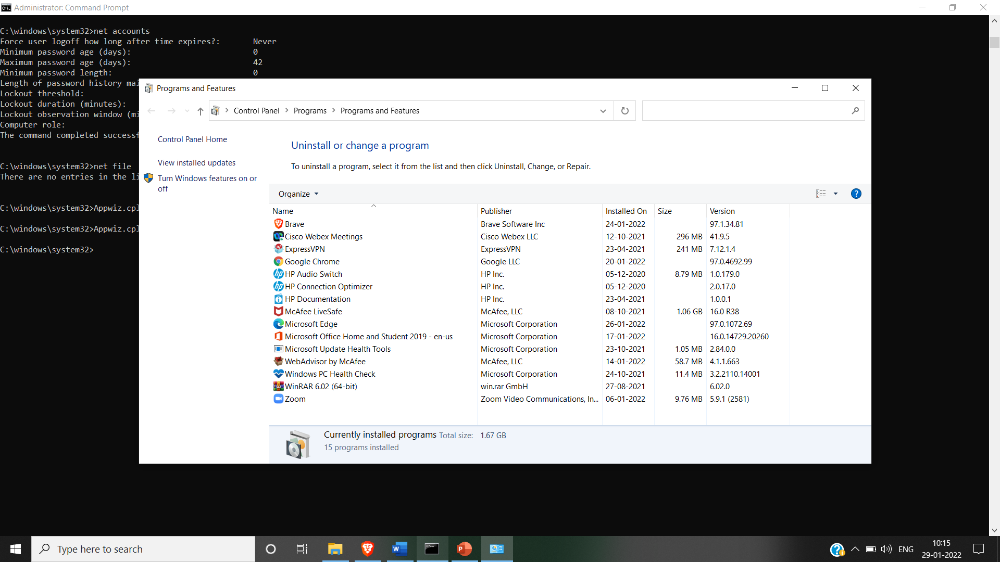 Administrator: Command Prompt
C:\windows\system32>net accounts
Force user logoff how long after time expires?: Never
Minimum password age (days): 0
Maximum password age (days): 42
Minimum password length: 0
Length of password history mai
Lockout threshold:
Lockout duration (minutes):
Lockout observation window (mi
Computer role:
The command completed successf
C:\windows\system32>net file
There are no entries in the li
C:\windows\system32>Appwiz.cpl
C:\windows\system32>Appwiz.cpl
C:\windows\system32>
Programs and Features
Control Panel > Programs > Programs and Features
Control Panel Home
View installed updates
Turn Windows features on or
off
Uninstall or change a program
To uninstall a program, select it from the list and then click Uninstall, Change, or Repair.
Organize
Name Publisher Installed On Size Version
Brave Brave Software Inc 24-01-2022 97.1.34.81
Cisco Webex Meetings Cisco Webex LLC 12-10-2021 296 MB 41.9.5
ExpressVPN ExpressVPN 23-04-2021 241 MB 7.12.1.4
Google Chrome Google LLC 20-01-2022 97.0.4692.99
HP Audio Switch HP Inc. 05-12-2020 8.79 MB 1.0.179.0
HP Connection Optimizer HP Inc. 05-12-2020 2.0.17.0
HP Documentation HP Inc. 23-04-2021 1.0.0.1
McAfee LiveSafe McAfee, LLC 08-10-2021 1.06 GB 16.0 R38
Microsoft Edge Microsoft Corporation 26-01-2022 97.0.1072.69
Microsoft Office Home and Student 2019 - en-us Microsoft Corporation 17-01-2022 16.0.14729.20260
Microsoft Update Health Tools Microsoft Corporation 23-10-2021 1.05 MB 2.84.0.0
WebAdvisor by McAfee McAfee, LLC 14-01-2022 58.7 MB 4.1.1.663
Windows PC Health Check Microsoft Corporation 24-10-2021 11.4 MB 3.2.2110.14001
WinRAR 6.02 (64-bit) win.rar GmbH 27-08-2021 6.02.0
Zoom Zoom Video Communications, In... 06-01-2022 9.76 MB 5.9.1 (2581)
Currently installed programs Total size: 1.67 GB
15 programs installed
Type here to search
ENG
10:15
29-01-2022